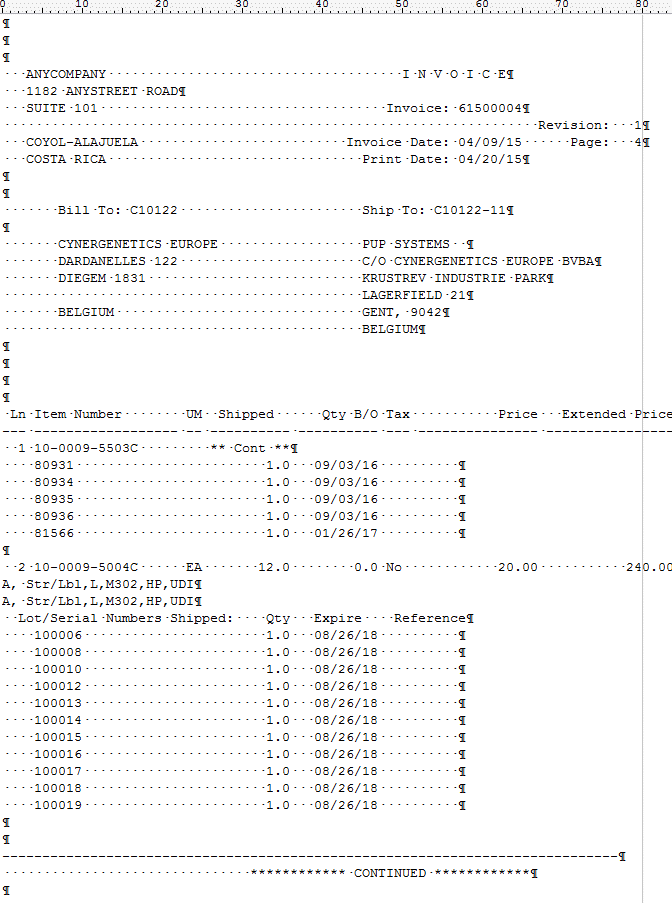 0 10 20 30 40 50 60 70 80
ANYCOMPANY I N V O I C E¶
1182 ANYSTREET ROAD¶
SUITE 101 Invoice: 61500004¶
Revision: 1¶
COYOL-ALAJUELA Invoice Date: 04/09/15 Page: 4¶
COSTA RICA Print Date: 04/20/15¶
Bill To: C10122 Ship To: C10122-11¶
CYNERGENETICS EUROPE PUP SYSTEMS ¶
DARDANELLES 122 C/O CYNERGENETICS EUROPE BVBA¶
DIEGEM 1831 KRUSTREV INDUSTRIE PARK¶
LAGERFIELD 21¶
BELGIUM GENT, 9042¶
BELGIUM¶
Ln Item Number UM Shipped Qty B/O Tax Price Extended Price
1 10-0009-5503C ** Cont **¶
80931 1.0 09/03/16 ¶
80934 1.0 09/03/16 ¶
80935 1.0 09/03/16 ¶
80936 1.0 09/03/16 ¶
81566 1.0 01/26/17 ¶
2 10-0009-5004C EA 12.0 0.0 No 20.00 240.00
A, Str/Lbl,L,M302,HP,UDI¶
A, Str/Lbl,L,M302,HP,UDI¶
Lot/Serial Numbers Shipped: Qty Expire Reference¶
100006 1.0 08/26/18 ¶
100008 1.0 08/26/18 ¶
100010 1.0 08/26/18 ¶
100012 1.0 08/26/18 ¶
100013 1.0 08/26/18 ¶
100014 1.0 08/26/18 ¶
100015 1.0 08/26/18 ¶
100016 1.0 08/26/18 ¶
100017 1.0 08/26/18 ¶
100018 1.0 08/26/18 ¶
100019 1.0 08/26/18 ¶
************ CONTINUED ************¶